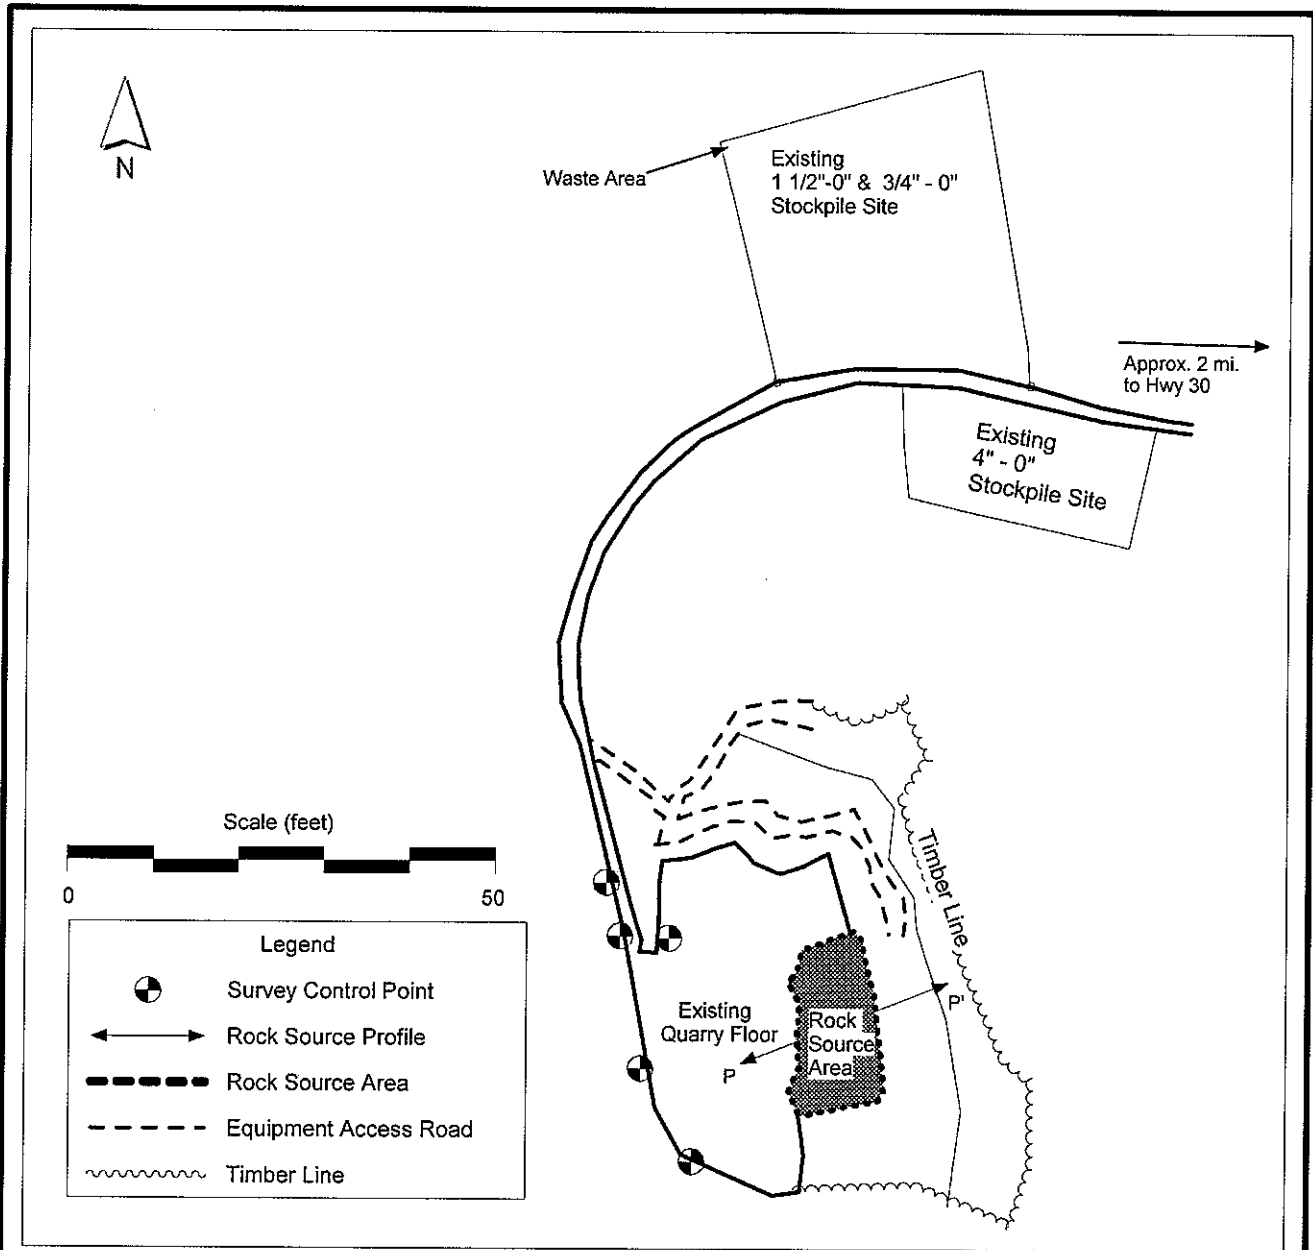 N
Waste Area
Existing
1 1/2"-0" & 3/4" - 0"
Stockpile Site
Approx. 2 mi.
to Hwy 30
Existing
4" - 0"
Stockpile Site
Scale (feet)
0
50
Timber Line
Legend
Survey Control Point
Rock Source Profile
Rock Source Area
Equipment Access Road
Timber Line
Existing
Quarry Floor
Rock
Source
Area
P
P'